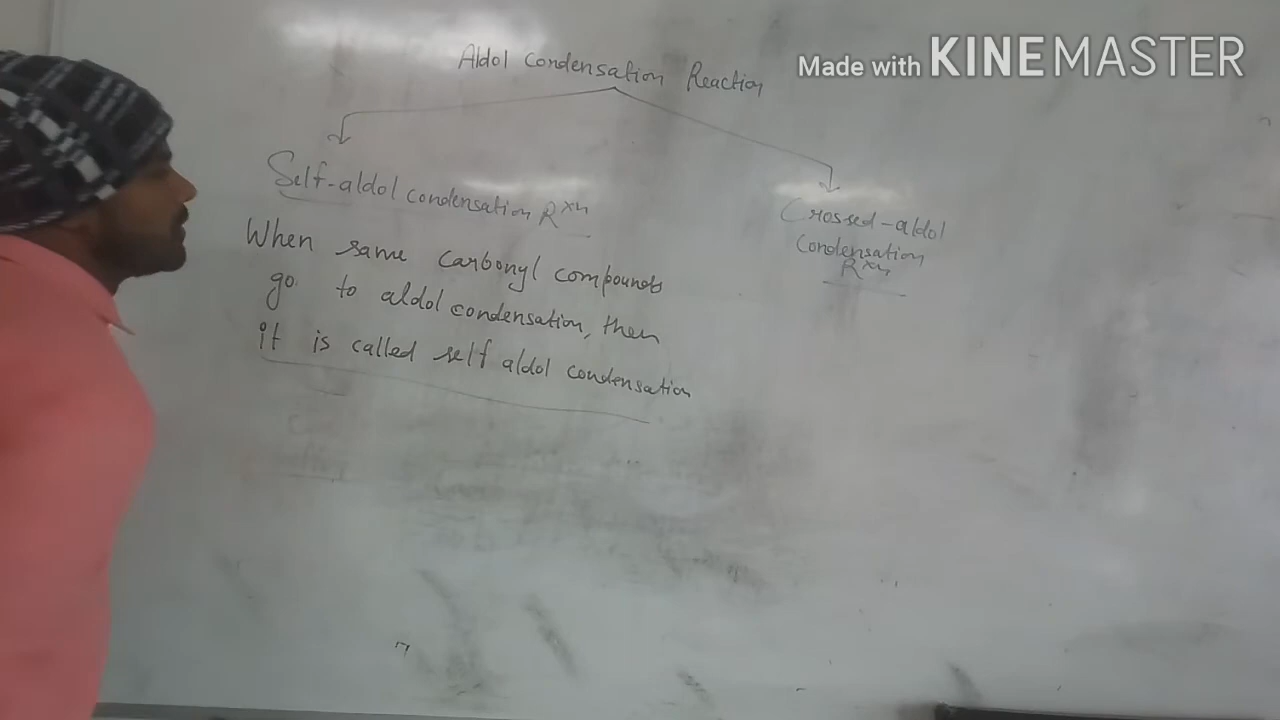 Made with KINEMASTER
Aldol Condensation Reaction
Self-aldol condensation Rxn
When same carbonyl compounds
go to aldol condensation, then
it is called self aldol condensation
Crossed-aldol
Condensation
Rxn